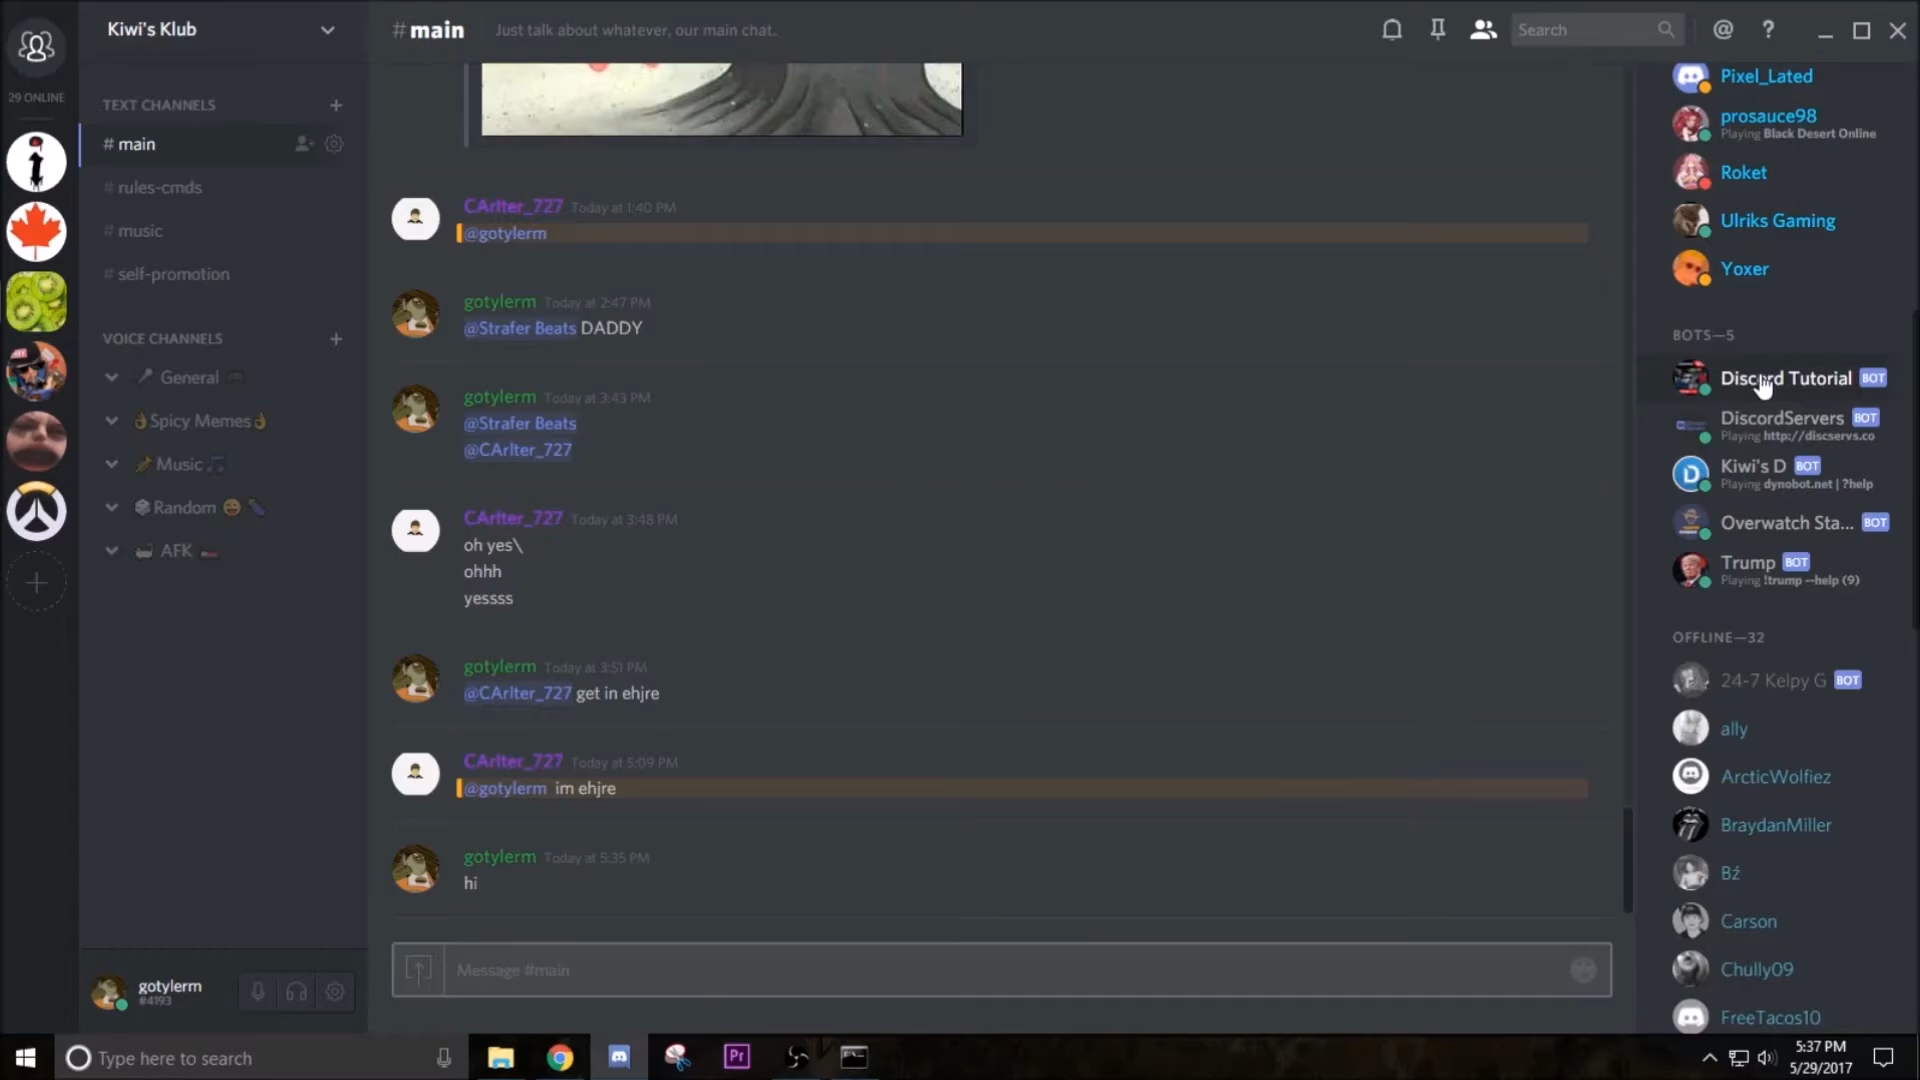 29 ONLINE
Kiwi's Klub
TEXT CHANNELS
# main
# rules-cmds
# music
# self-promotion
VOICE CHANNELS
General
Spicy Memes
Music
Random
AFK
gotylerm
#4193
#main Just talk about whatever, our main chat.
Search
CArlter_727 Today at 1:40 PM
@gotylerm
gotylerm Today at 2:47 PM
@Strafer Beats DADDY
gotylerm Today at 3:43 PM
@Strafer Beats
@CArlter_727
CArlter_727 Today at 3:48 PM
oh yes\
ohhh
yessss
gotylerm Today at 3:51 PM
@CArlter_727 get in ehjre
CArlter_727 Today at 5:09 PM
@gotylerm im ehjre
gotylerm Today at 5:35 PM
hi
Message #main
Pixel_Lated
prosauce98
Playing Black Desert Online
Roket
Ulriks Gaming
Yoxer
BOTS—5
Discord Tutorial BOT
DiscordServers BOT
Playing http://discservs.co
Kiwi's D BOT
Playing dynobot.net | ?help
Overwatch Sta... BOT
Trump BOT
Playing !trump --help (9)
OFFLINE—32
24-7 Kelpy G BOT
ally
ArcticWolfiez
BraydanMiller
Bź
Carson
Chully09
FreeTacos10
Type here to search
Pr
5:37 PM
5/29/2017